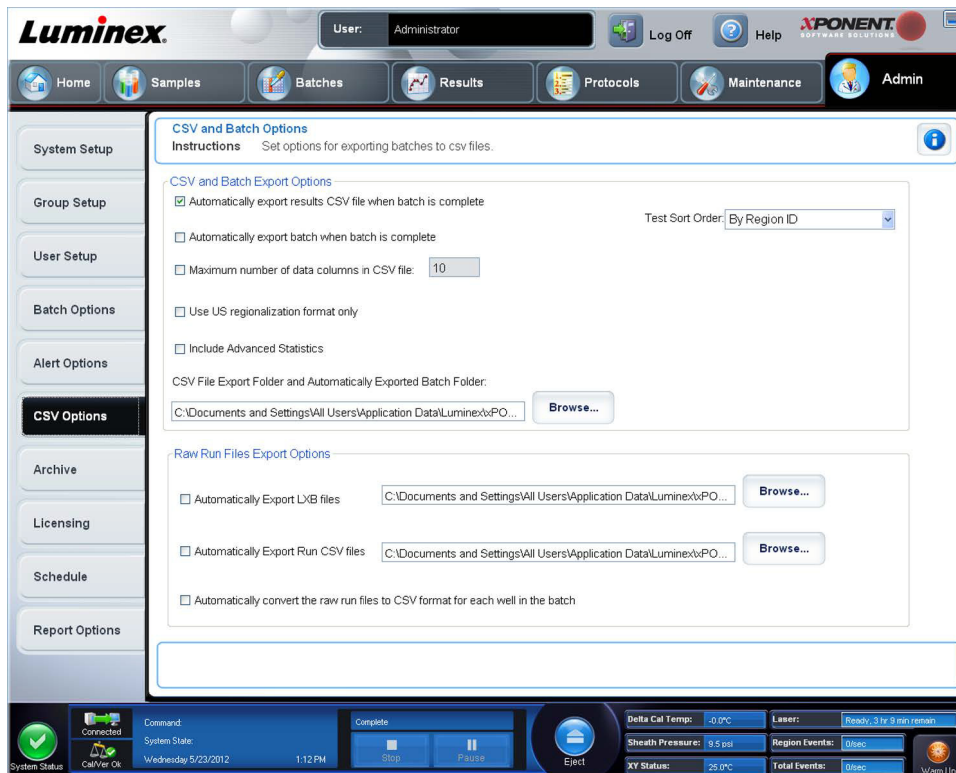 Luminex.
User: Administrator
Log Off
Help
XPONENT.
SOFTWARE SOLUTIONS
Home
Samples
Batches
Results
Protocols
Maintenance
Admin
System Setup
Group Setup
User Setup
Batch Options
Alert Options
CSV Options
Archive
Licensing
Schedule
Report Options
CSV and Batch Options
Instructions Set options for exporting batches to csv files.
CSV and Batch Export Options
Automatically export results CSV file when batch is complete
Test Sort Order: By Region ID
Automatically export batch when batch is complete
Maximum number of data columns in CSV file: 10
Use US regionalization format only
Include Advanced Statistics
CSV File Export Folder and Automatically Exported Batch Folder:
C:\Documents and Settings\All Users\Application Data\Luminex\xPO... Browse...
Raw Run Files Export Options
Automatically Export LXB files C:\Documents and Settings\All Users\Application Data\Luminex\xPO... Browse...
Automatically Export Run CSV files C:\Documents and Settings\All Users\Application Data\Luminex\xPO... Browse...
Automatically convert the raw run files to CSV format for each well in the batch
System Status
Connected
Cal/Ver Ok
Command:
System State:
Wednesday 5/23/2012 1:12 PM
Complete
Stop
Pause
Eject
Delta Cal Temp: -0.0°C
Laser: Ready, 3 hr 9 min remain
Sheath Pressure: 9.5 psi
Region Events: 0/sec
XY Status: 25.0°C
Total Events: 0/sec
Warm Up